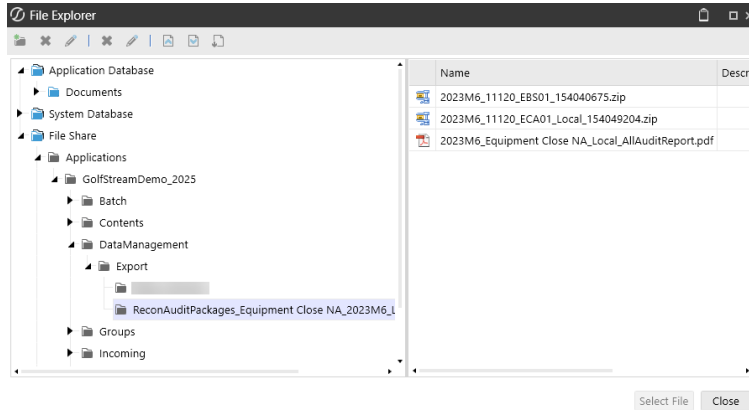 File Explorer
Application Database
Documents
System Database
File Share
Applications
GolfStreamDemo_2025
Batch
Contents
DataManagement
Export
ReconAuditPackages_Equipment Close NA_2023M6_L
Groups
Incoming
Name Descr
2023M6_11120_EBS01_154040675.zip
2023M6_11120_ECA01_Local_154049204.zip
2023M6_Equipment Close NA_Local_AllAuditReport.pdf
Select File Close